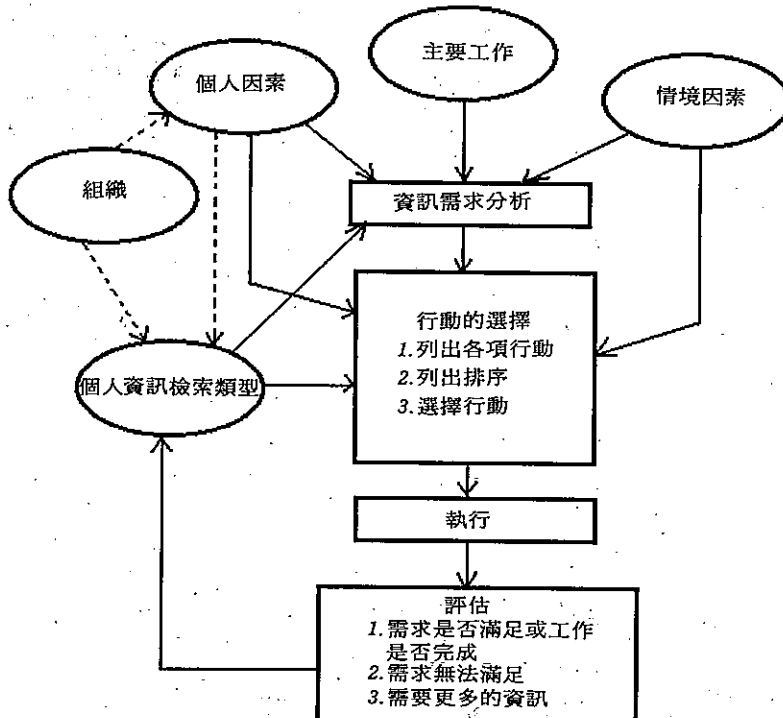 主要工作
個人因素
情境因素
組織
資訊需求分析
行動的選擇
1.列出各項行動
2.列出排序
3.選擇行動
個人資訊檢索類型
執行
評估
1.需求是否滿足或工作
是否完成
2.需求無法滿足
3.需要更多的資訊